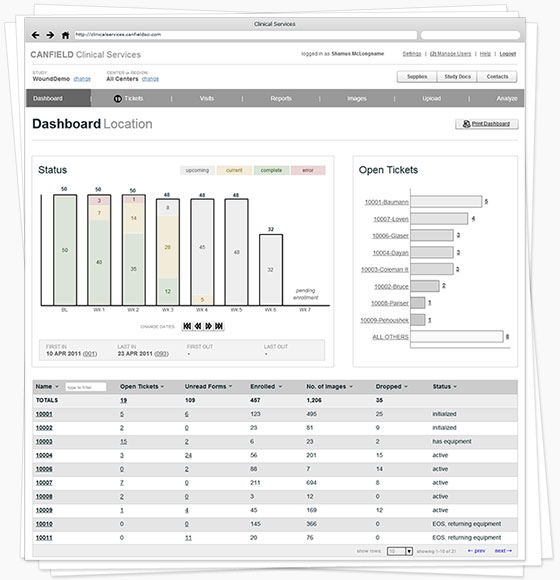 Clinical Services
http://clinicalservices.canfieldsci.com
CANFIELD Clinical Services
logged in as Shamus McLongname
Settings | (2) Manage Users | Help | Logout
STUDY:
WoundDemo change
CENTER or REGION:
All Centers change
Supplies Study Docs Contacts
Dashboard | 19 Tickets | Visits | Reports | Images | Upload | Analyze
Dashboard Location
Print Dashboard
Status
upcoming current complete error
50 50 50 48 48 48 32
50
3 7 40
1 14 35
8 28 12
45 5
48
32
pending
enrollment
BL WK 1 WK 2 WK 3 WK 4 WK 5 WK 6 WK 7
CHANGE DATES:
FIRST IN LAST IN FIRST OUT LAST OUT
10 APR 2011 (001) 23 APR 2011 (093) - -
Open Tickets
10001-Baumann 5
10007-Loven 4
10006-Glaser 3
10004-Dayan 3
10003-Coleman II 3
10002-Bruce 2
10008-Pariser 1
10009-Pehoushek 1
ALL OTHERS 8
Name type to filter Open Tickets Unread Forms Enrolled No. of Images Dropped Status
TOTALS 19 109 457 1,206 35
10001 5 6 123 495 25 initialized
10002 2 0 23 81 9 initialized
10003 15 2 6 23 2 has equipment
10004 3 24 56 201 15 active
10006 0 2 88 7 14 active
10007 7 0 211 694 8 active
10008 2 0 3 12 0 active
10009 1 4 45 169 12 active
10010 0 0 145 366 0 EOS, returning equipment
10011 0 11 20 76 0 EOS, returning equipment
show rows: 10 showing 1-10 of 21 ← prev next →